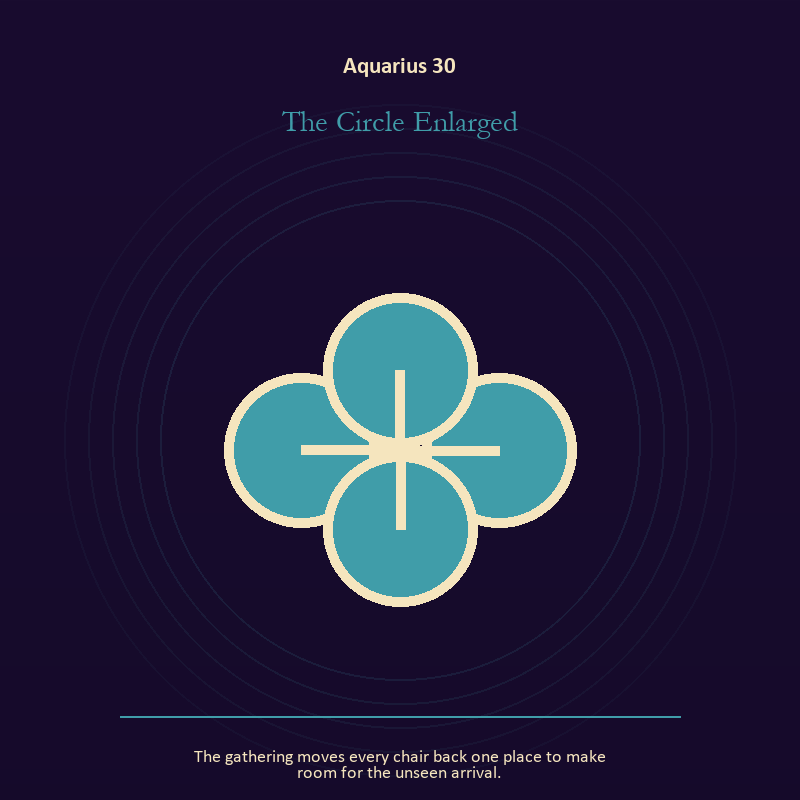 Aquarius 30
The Circle Enlarged
The gathering moves every chair back one place to make
room for the unseen arrival.